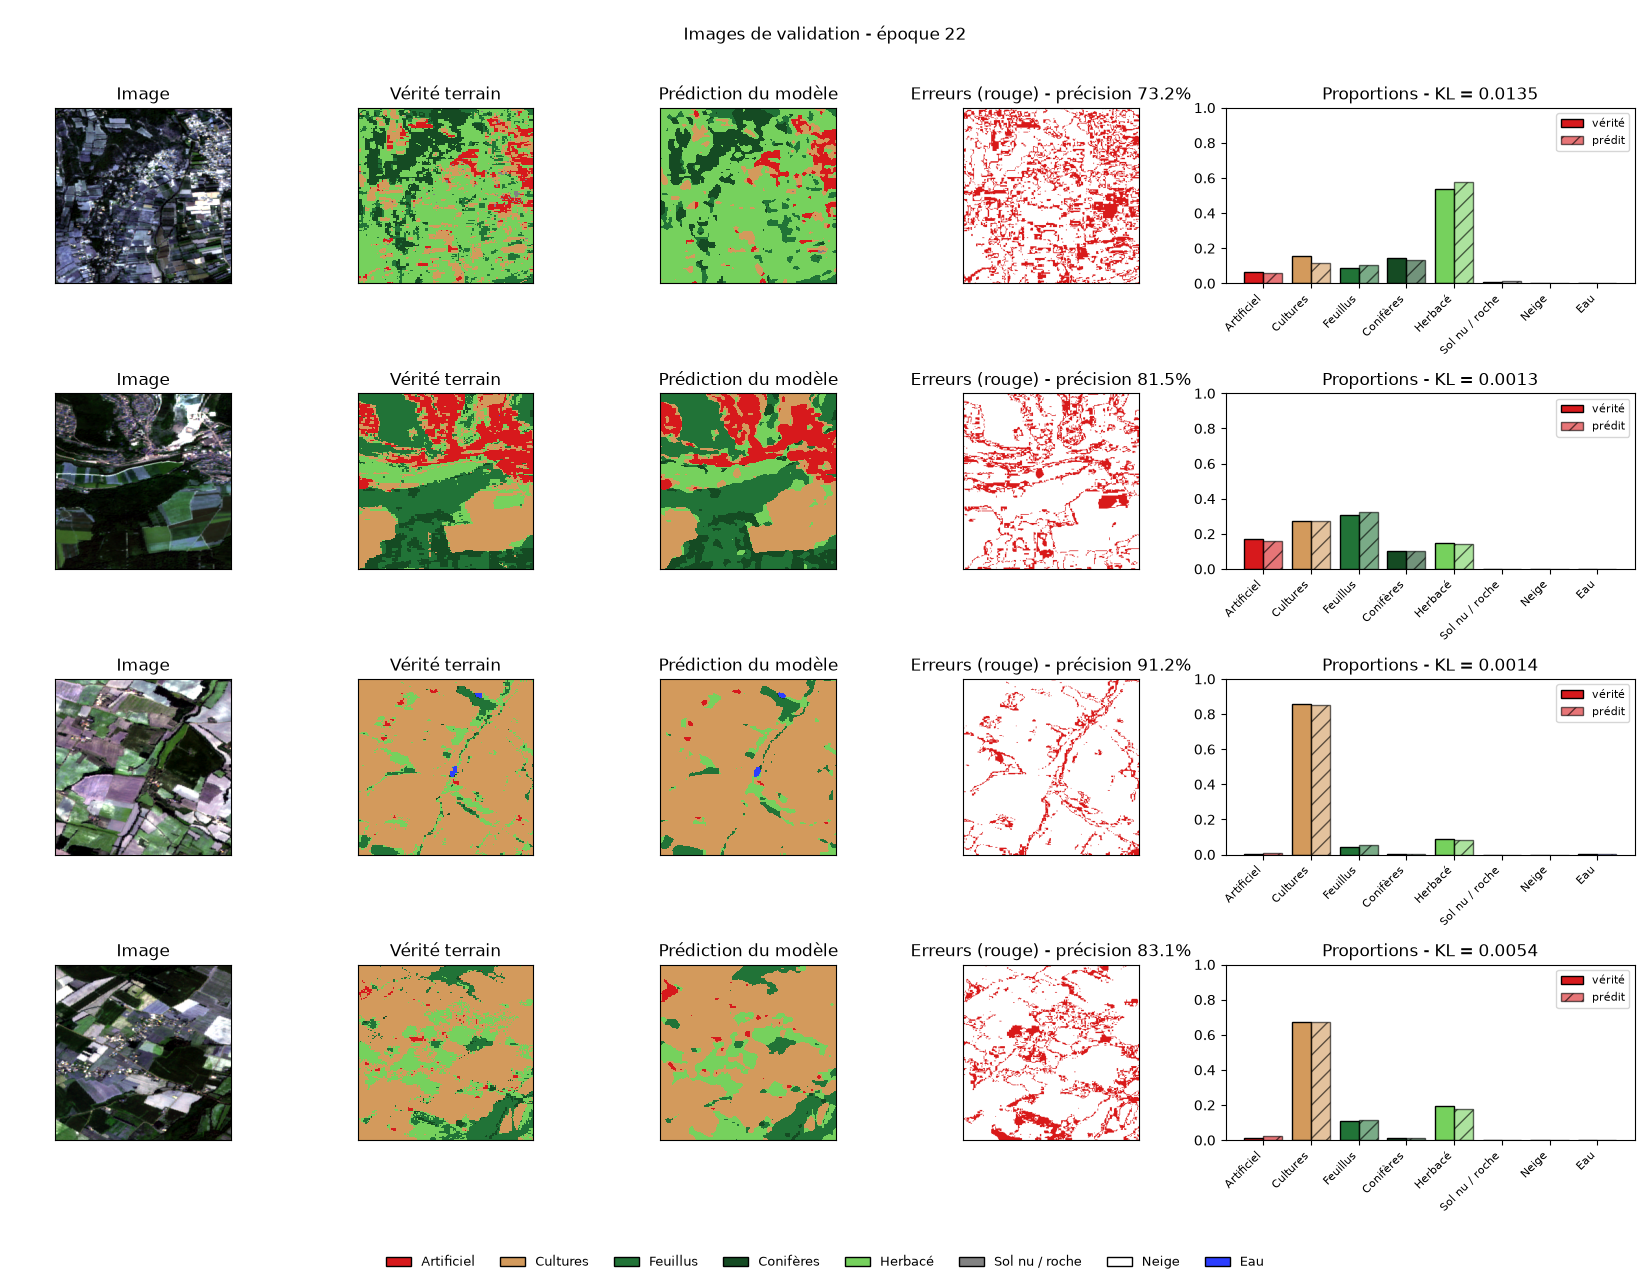 Images de validation - époque 22
Image
Vérité terrain
Prédiction du modèle
Erreurs (rouge) - précision 73.2%
Proportions - KL = 0.0135
1.0
0.8
0.6
0.4
0.2
0.0
vérité
prédit
Artificiel
Cultures
Feuillus
Conifères
Herbacé
Sol nu / roche
Neige
Eau
Image
Vérité terrain
Prédiction du modèle
Erreurs (rouge) - précision 81.5%
Proportions - KL = 0.0013
1.0
0.8
0.6
0.4
0.2
0.0
vérité
prédit
Artificiel
Cultures
Feuillus
Conifères
Herbacé
Sol nu / roche
Neige
Eau
Image
Vérité terrain
Prédiction du modèle
Erreurs (rouge) - précision 91.2%
Proportions - KL = 0.0014
1.0
0.8
0.6
0.4
0.2
0.0
vérité
prédit
Artificiel
Cultures
Feuillus
Conifères
Herbacé
Sol nu / roche
Neige
Eau
Image
Vérité terrain
Prédiction du modèle
Erreurs (rouge) - précision 83.1%
Proportions - KL = 0.0054
1.0
0.8
0.6
0.4
0.2
0.0
vérité
prédit
Artificiel
Cultures
Feuillus
Conifères
Herbacé
Sol nu / roche
Neige
Eau
Artificiel Cultures Feuillus Conifères Herbacé Sol nu / roche Neige Eau